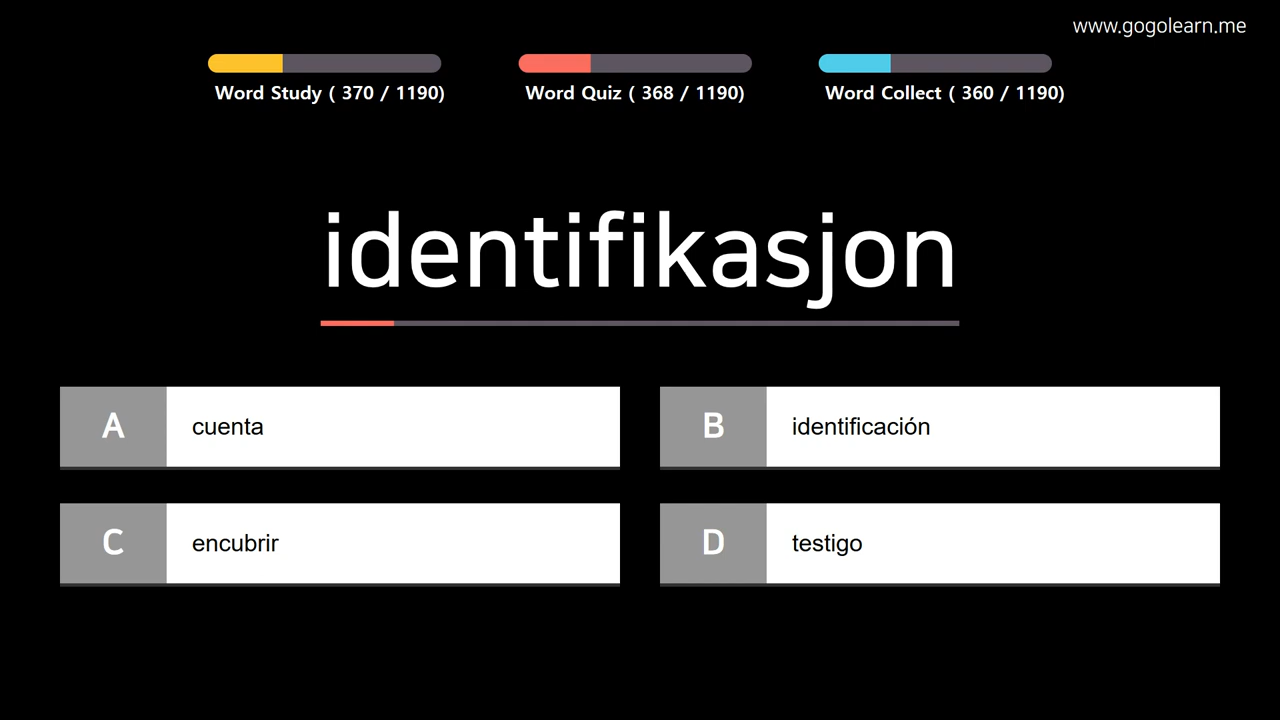 www.gogolearn.me
Word Study ( 370 / 1190)
Word Quiz ( 368 / 1190)
Word Collect ( 360 / 1190)
identifikasjon
A cuenta
B identificación
C encubrir
D testigo